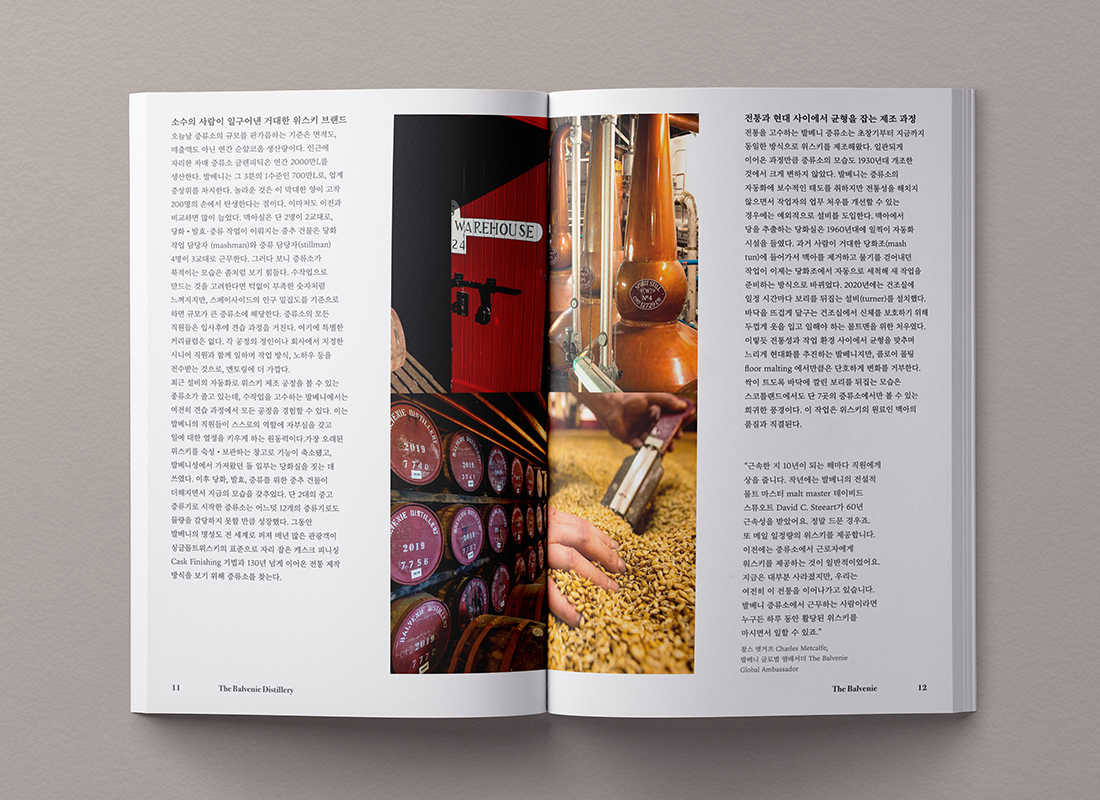 소수의 사람이 일구어낸 거대한 위스키 브랜드
오늘날 증류소의 규모를 판가름하는 기준은 면적도,
매출액도 아닌 연간 순알코올 생산량이다. 인근에
자리한 자매 증류소 글렌피딕은 연간 2000만L를
생산한다. 발베니는 그 3분의 1수준인 700만L로, 업계
중상위를 차지한다. 놀라운 것은 이 막대한 양이 고작
200명의 손에서 탄생한다는 점이다. 이마저도 이전과
비교하면 많이 늘었다. 맥아실은 단 2명이 2교대로,
당화·발효·증류 작업이 이뤄지는 중추 건물은 당화
작업 담당자 (mashman)와 증류 담당자(stillman)
4명이 3교대로 근무한다. 그러다 보니 증류소가
북적이는 모습은 좀처럼 보기 힘들다. 수작업으로
만드는 것을 고려한다면 턱없이 부족한 숫자처럼
느껴지지만, 스페이사이드의 인구 밀집도를 기준으로
하면 규모가 큰 증류소에 해당한다. 증류소의 모든
직원들은 입사후에 견습 과정을 거친다. 여기에 특별한
커리큘럼은 없다. 각 공정의 장인이나 회사에서 지정한
시니어 직원과 함께 일하며 작업 방식, 노하우 등을
전수받는 것으로, 멘토링에 더 가깝다.
최근 설비의 자동화로 위스키 제조 공정을 볼 수 있는
증류소가 줄고 있는데, 수작업을 고수하는 발베니에서는
여전히 견습 과정에서 모든 공정을 경험할 수 있다. 이는
발베니의 직원들이 스스로의 역할에 자부심을 갖고
일에 대한 열정을 키우게 하는 원동력이다.가장 오래된
위스키를 숙성·보관하는 창고로 기능이 축소됐고,
발베니성에서 가져왔던 돌 일부는 당화실을 짓는 데
쓰였다. 이후 당화, 발효, 증류를 위한 중추 건물이
더해지면서 지금의 모습을 갖추었다. 단 2대의 중고
증류기로 시작한 증류소는 어느덧 12개의 증류기로도
물량을 감당하지 못할 만큼 성장했다. 그동안
발베니의 명성도 전 세계로 퍼져 매년 많은 관광객이
싱글몰트위스키의 표준으로 자리 잡은 캐스크 피니싱
Cask Finishing 기법과 130년 넘게 이어온 전통 제작
방식을 보기 위해 증류소를 찾는다.
11
The Balvenie Distillery
WAREHOUSE
24
SPIRIT STILL
Nº4
BALVENIE DISTILLERY
2019
7740
2019
7741
BALVENIE DISTILLERY
2019
7756
2019
7757
BALVENIE DISTILLERY
2019
7772
전통과 현대 사이에서 균형을 잡는 제조 과정
전통을 고수하는 발베니 증류소는 초창기부터 지금까지
동일한 방식으로 위스키를 제조해왔다. 일관되게
이어온 과정만큼 증류소의 모습도 1930년대 개조한
것에서 크게 변하지 않았다. 발베니는 증류소의
자동화에 보수적인 태도를 취하지만 전통성을 해치지
않으면서 작업자의 업무 처우를 개선할 수 있는
경우에는 예외적으로 설비를 도입한다. 맥아에서
당을 추출하는 당화실은 1960년대에 일찍이 자동화
시설을 들였다. 과거 사람이 거대한 당화조(mash
tun)에 들어가서 맥아를 제거하고 물기를 걷어내던
작업이 이제는 당화조에서 자동으로 세척해 새 작업을
준비하는 방식으로 바뀌었다. 2020년에는 건조실에
일정 시간마다 보리를 뒤집는 설비(turner)를 설치했다.
바닥을 뜨겁게 달구는 건조실에서 신체를 보호하기 위해
두껍게 옷을 입고 일해야 하는 몰트맨을 위한 처우였다.
이렇듯 전통성과 작업 환경 사이에서 균형을 맞추며
느리게 현대화를 추진하는 발베니지만, 플로어 몰팅
floor malting 에서만큼은 단호하게 변화를 거부한다.
싹이 트도록 바닥에 깔린 보리를 뒤집는 모습은
스코틀랜드에서도 단 7곳의 증류소에서만 볼 수 있는
희귀한 풍경이다. 이 작업은 위스키의 원료인 맥아의
품질과 직결된다.
“근속한 지 10년이 되는 해마다 직원에게
상을 줍니다. 작년에는 발베니의 전설적
몰트 마스터 malt master 데이비드
스튜오프 David C. Steeart가 60년
근속성을 받았어요. 정말 드문 경우죠.
또 매일 일정량의 위스키를 제공합니다.
이전에는 증류소에서 근로자에게
위스키를 제공하는 것이 일반적이었어요.
지금은 대부분 사라졌지만, 우리는
여전히 이 전통을 이어나가고 있습니다.
발베니 증류소에서 근무하는 사람이라면
누구든 하루 동안 할당된 위스키를
마시면서 일할 수 있죠.”
찰스 멧커프 Charles Metcalfe,
발베니 글로벌 앰배서더 The Balvenie
Global Ambassador
The Balvenie
12